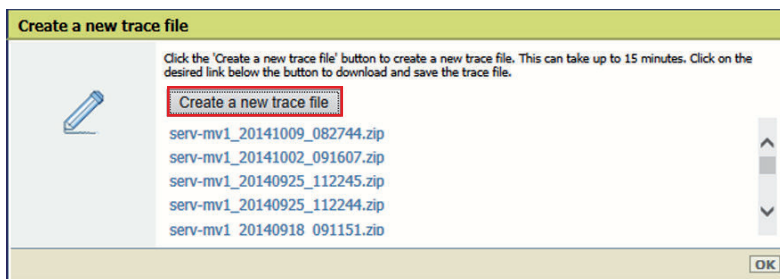 Create a new trace file
Click the 'Create a new trace file' button to create a new trace file. This can take up to 15 minutes. Click on the
desired link below the button to download and save the trace file.
Create a new trace file
serv-mv1_20141009_082744.zip
serv-mv1_20141002_091607.zip
serv-mv1_20140925_112245.zip
serv-mv1_20140925_112244.zip
serv-mv1_20140918_091151.zip
OK